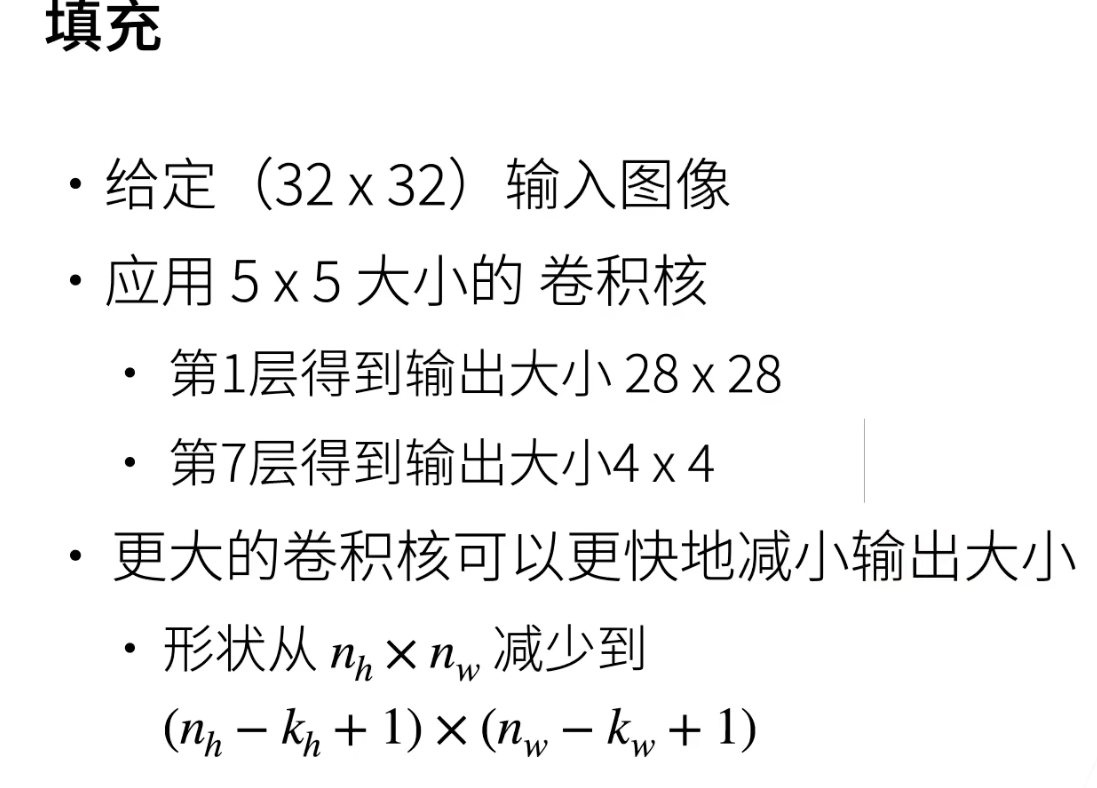 填充
• 给定（32 x 32）输入图像
• 应用 5 x 5 大小的 卷积核
• 第1层得到输出大小 28 x 28
• 第7层得到输出大小4 x 4
• 更大的卷积核可以更快地减小输出大小
• 形状从 n_h × n_w 减少到
(n_h − k_h + 1) × (n_w − k_w + 1)